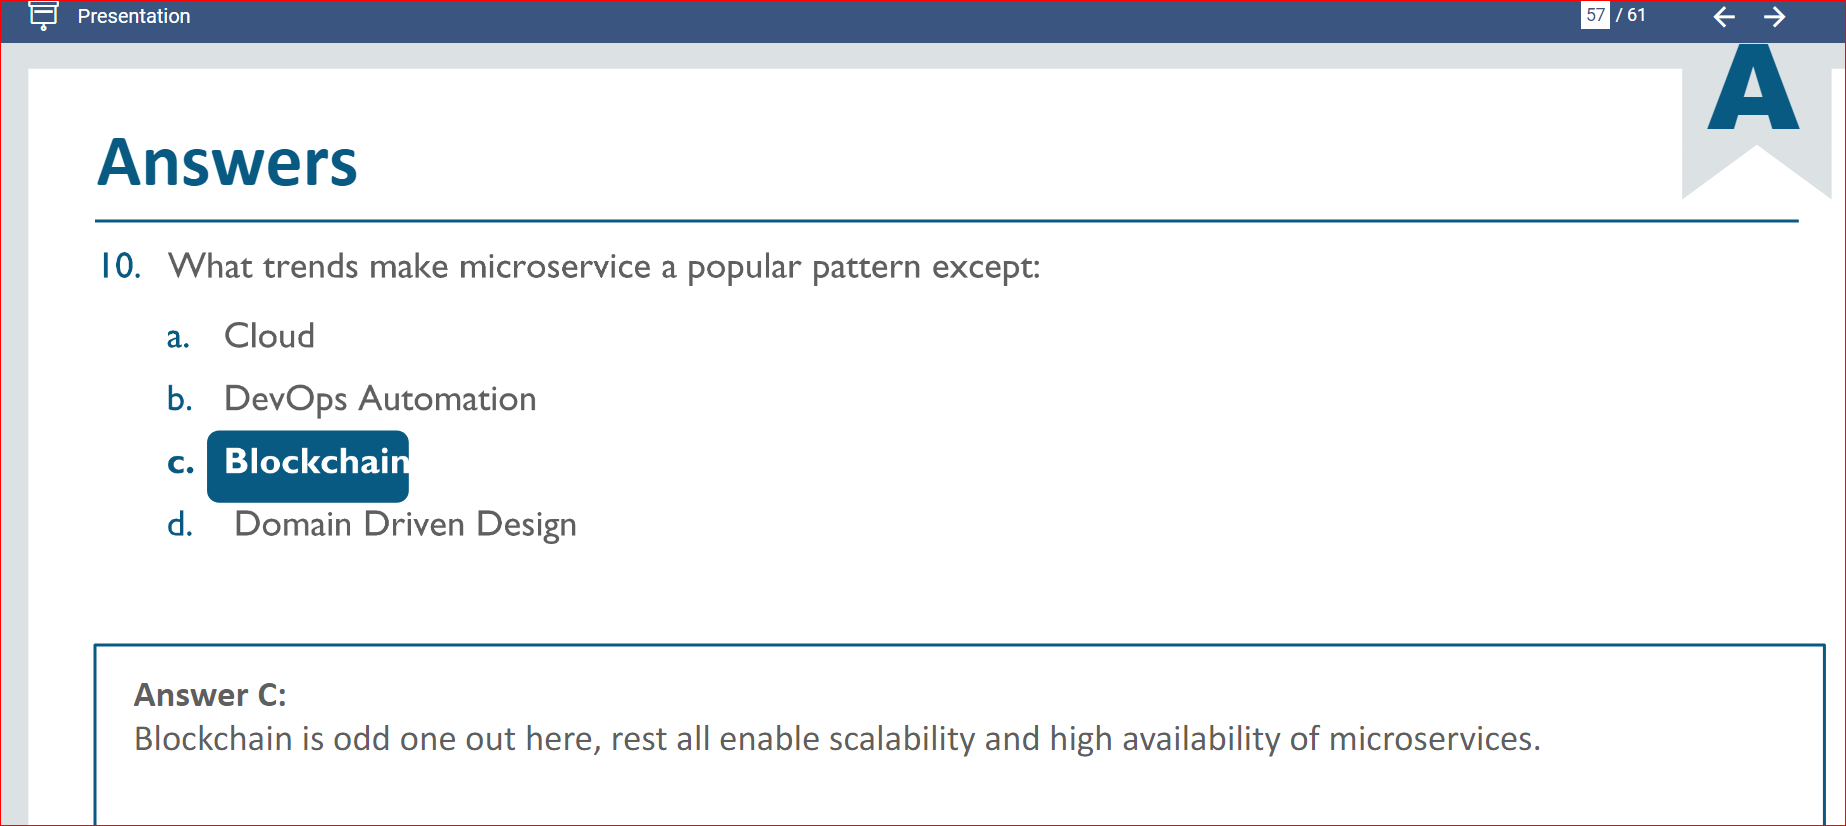 Presentation
57 / 61
A
Answers
10. What trends make microservice a popular pattern except:
a. Cloud
b. DevOps Automation
c. Blockchain
d. Domain Driven Design
Answer C:
Blockchain is odd one out here, rest all enable scalability and high availability of microservices.